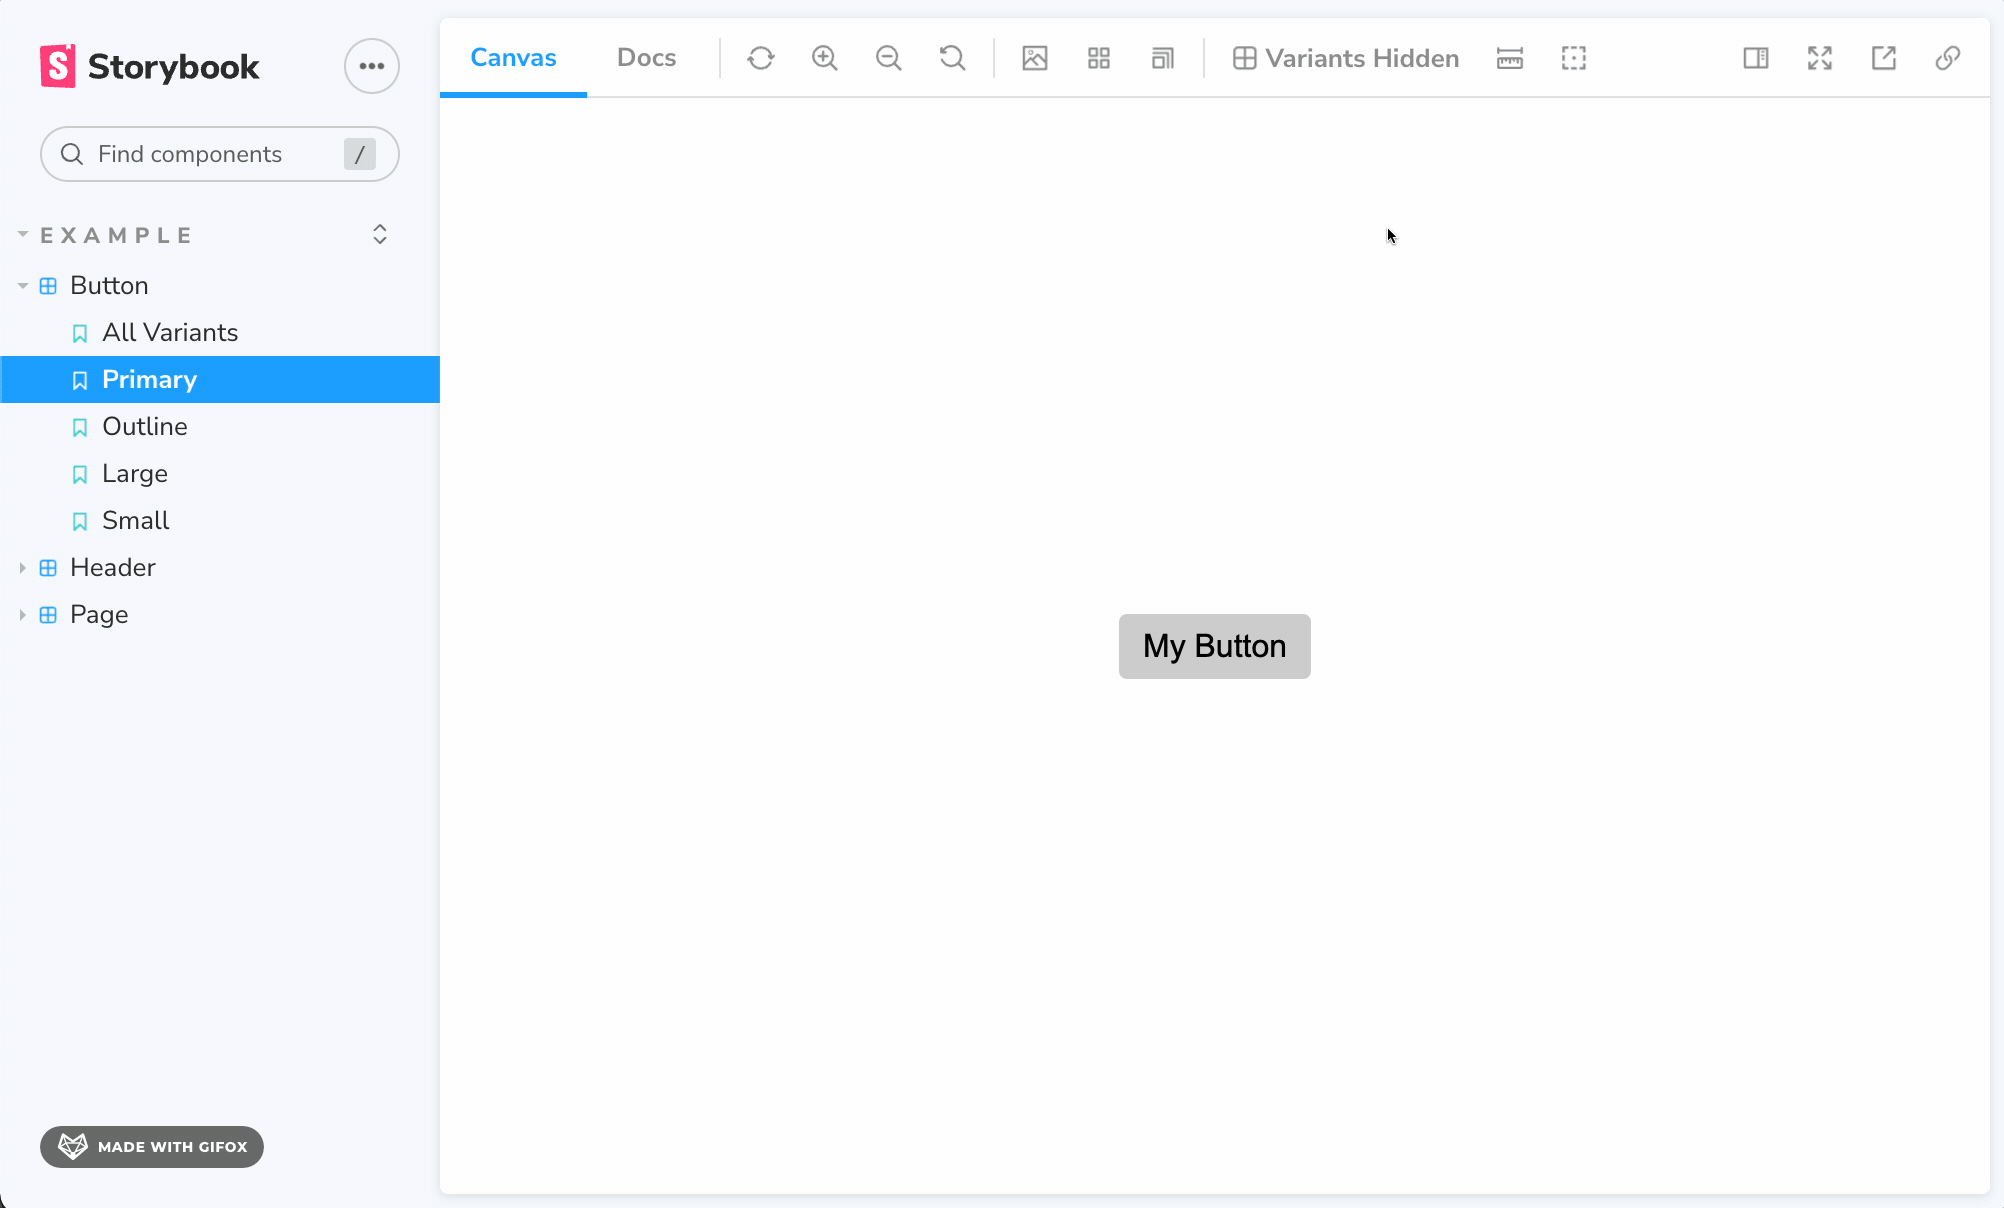 Storybook
Find components
/
EXAMPLE
Button
All Variants
Primary
Outline
Large
Small
Header
Page
MADE WITH GIFOX
Canvas Docs Variants Hidden
My Button